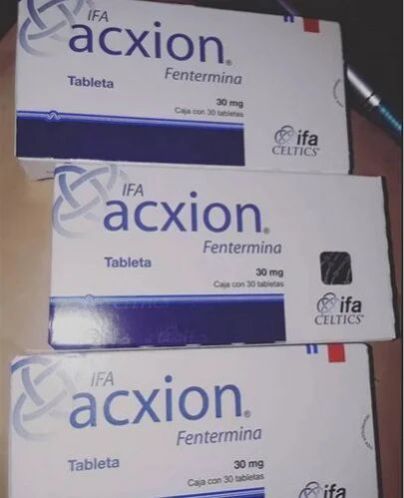 IFA
acxion®
Fentermina
Tableta
30 mg
Caja con 30 tabletas
ifa
CELTICS
IFA
acxion®
Fentermina
Tableta
30 mg
Caja con 30 tabletas
ifa
CELTICS
IFA
acxion®
Fentermina
Tableta
30 mg
Caja con 30 tabletas
ifa